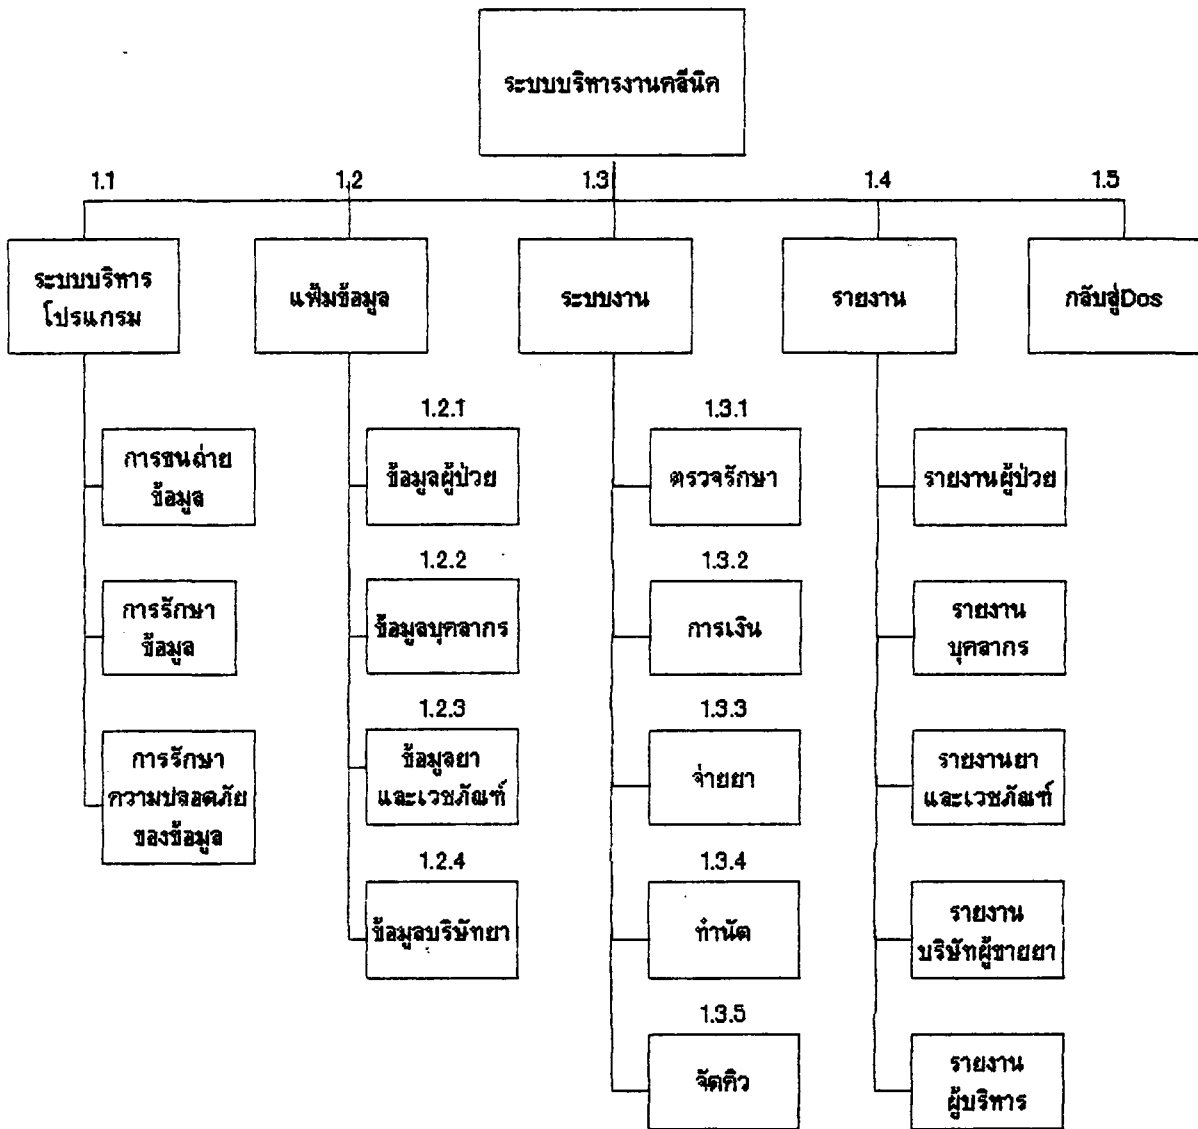 ระบบบริหารงานคลีนิค
1.1
1.2
1.3
1.4
1.5
ระบบบริหาร
โปรแกรม
แฟ้มข้อมูล
ระบบงาน
รายงาน
กลับสู่Dos
การขนถ่าย
ข้อมูล
การรักษา
ข้อมูล
การรักษา
ความปลอดภัย
ของข้อมูล
1.2.1
ข้อมูลผู้ป่วย
1.2.2
ข้อมูลบุคลากร
1.2.3
ข้อมูลยา
และเวชภัณฑ์
1.2.4
ข้อมูลบริษัทยา
1.3.1
ตรวจรักษา
1.3.2
การเงิน
1.3.3
จ่ายยา
1.3.4
ทำนัด
1.3.5
จัดคิว
รายงานผู้ป่วย
รายงาน
บุคลากร
รายงานยา
และเวชภัณฑ์
รายงาน
บริษัทผู้ขายยา
รายงาน
ผู้บริหาร